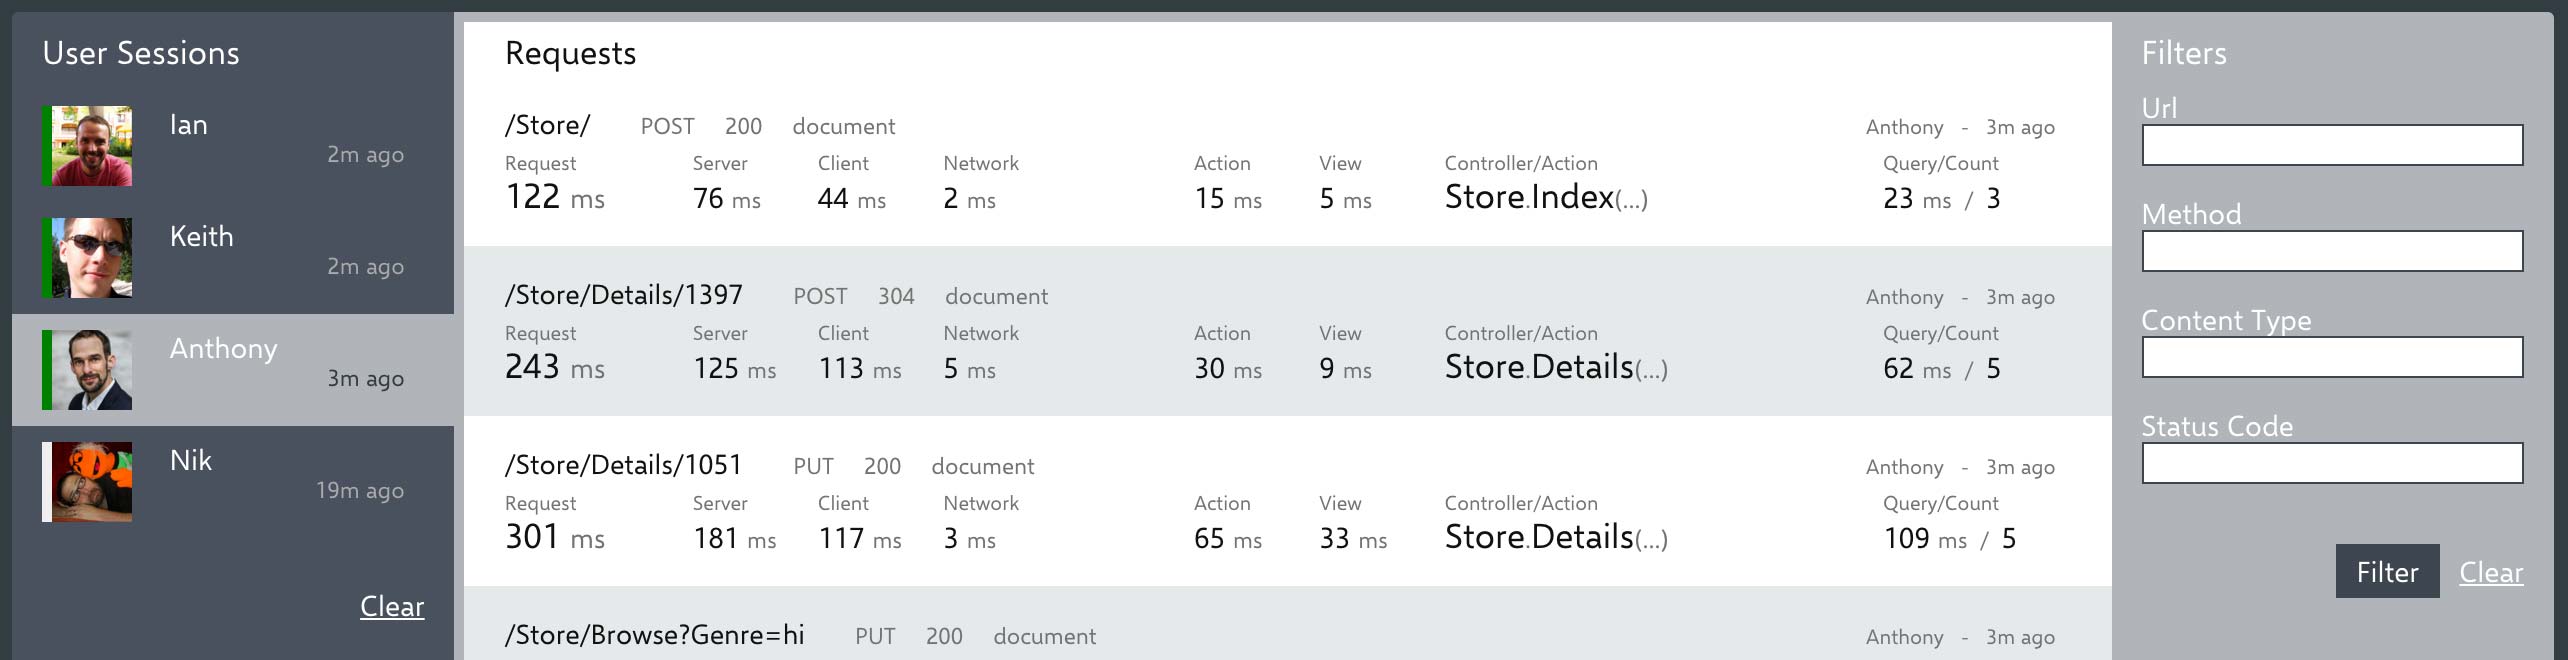 User Sessions
Ian
2m ago
Keith
2m ago
Anthony
3m ago
Nik
19m ago
Clear
Requests
/Store/ POST 200 document Anthony - 3m ago
Request Server Client Network Action View Controller/Action Query/Count
122 ms 76 ms 44 ms 2 ms 15 ms 5 ms Store.Index(...) 23 ms / 3
/Store/Details/1397 POST 304 document Anthony - 3m ago
Request Server Client Network Action View Controller/Action Query/Count
243 ms 125 ms 113 ms 5 ms 30 ms 9 ms Store.Details(...) 62 ms / 5
/Store/Details/1051 PUT 200 document Anthony - 3m ago
Request Server Client Network Action View Controller/Action Query/Count
301 ms 181 ms 117 ms 3 ms 65 ms 33 ms Store.Details(...) 109 ms / 5
/Store/Browse?Genre=hi PUT 200 document Anthony - 3m ago
Filters
Url
Method
Content Type
Status Code
Filter Clear